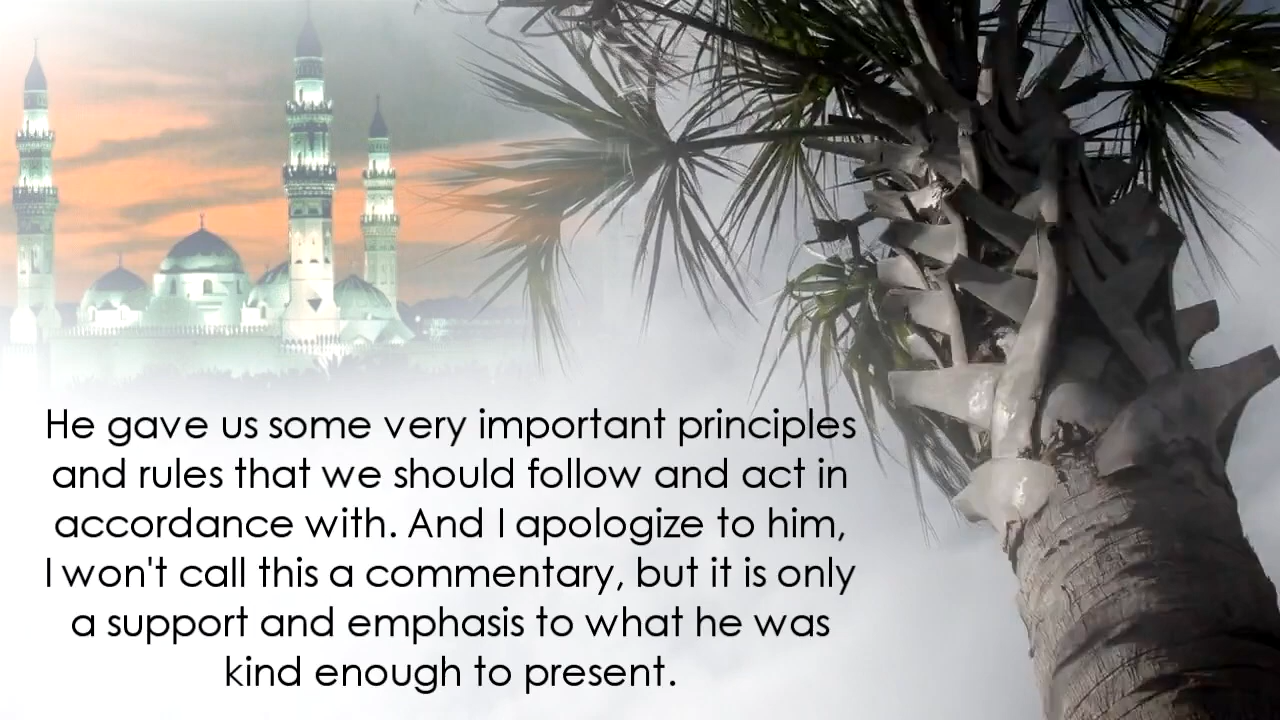 He gave us some very important principles
and rules that we should follow and act in
accordance with. And I apologize to him,
I won't call this a commentary, but it is only
a support and emphasis to what he was
kind enough to present.